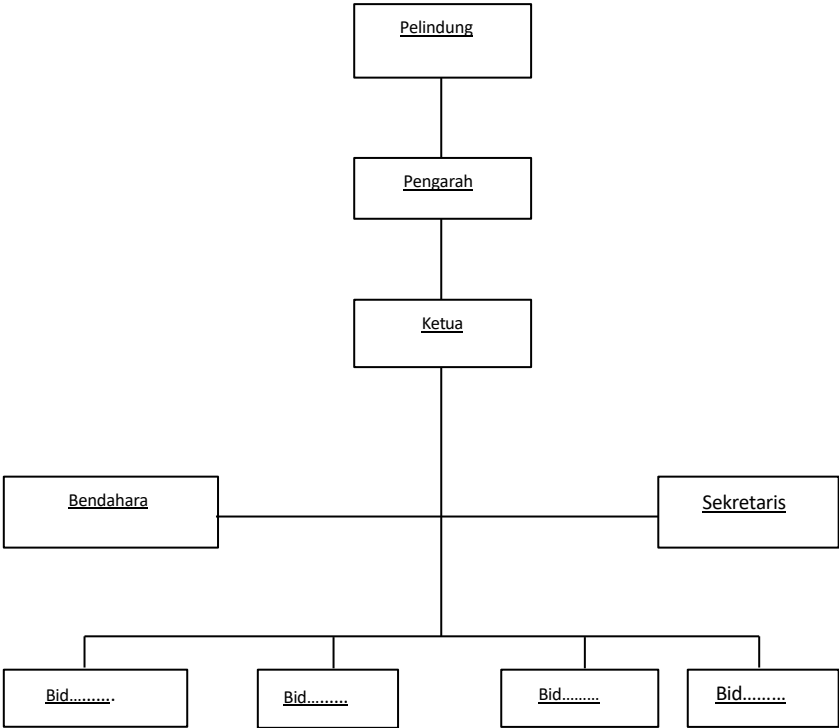 Pelindung
Pengarah
Ketua
Bendahara
Sekretaris
Bid..........
Bid.........
Bid.........
Bid.........